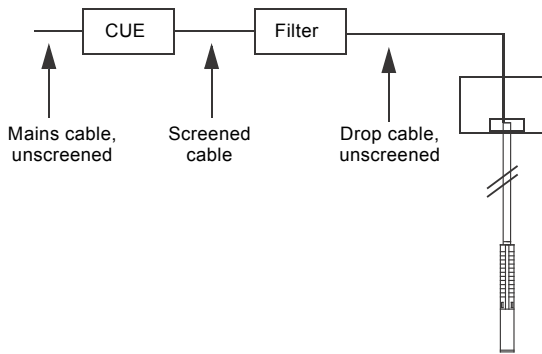 CUE
Filter
Mains cable,
unscreened
Screened
cable
Drop cable,
unscreened